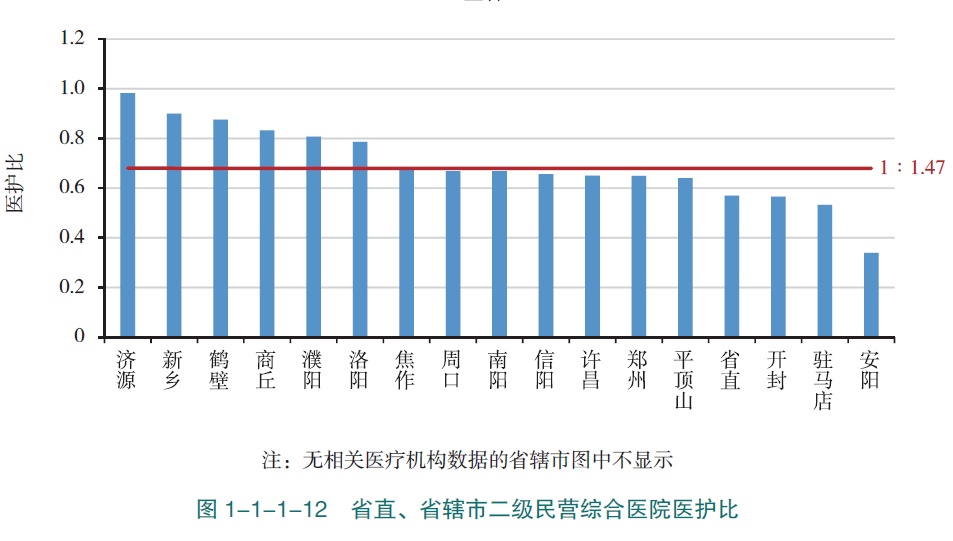 1.2
1.0
0.8
0.6
0.4
0.2
0
医护比
1：1.47
济源
新乡
鹤壁
商丘
濮阳
洛阳
焦作
周口
南阳
信阳
许昌
郑州
平顶山
省直
开封
驻马店
安阳
注：无相关医疗机构数据的省辖市图中不显示
图 1-1-1-12 省直、省辖市二级民营综合医院医护比